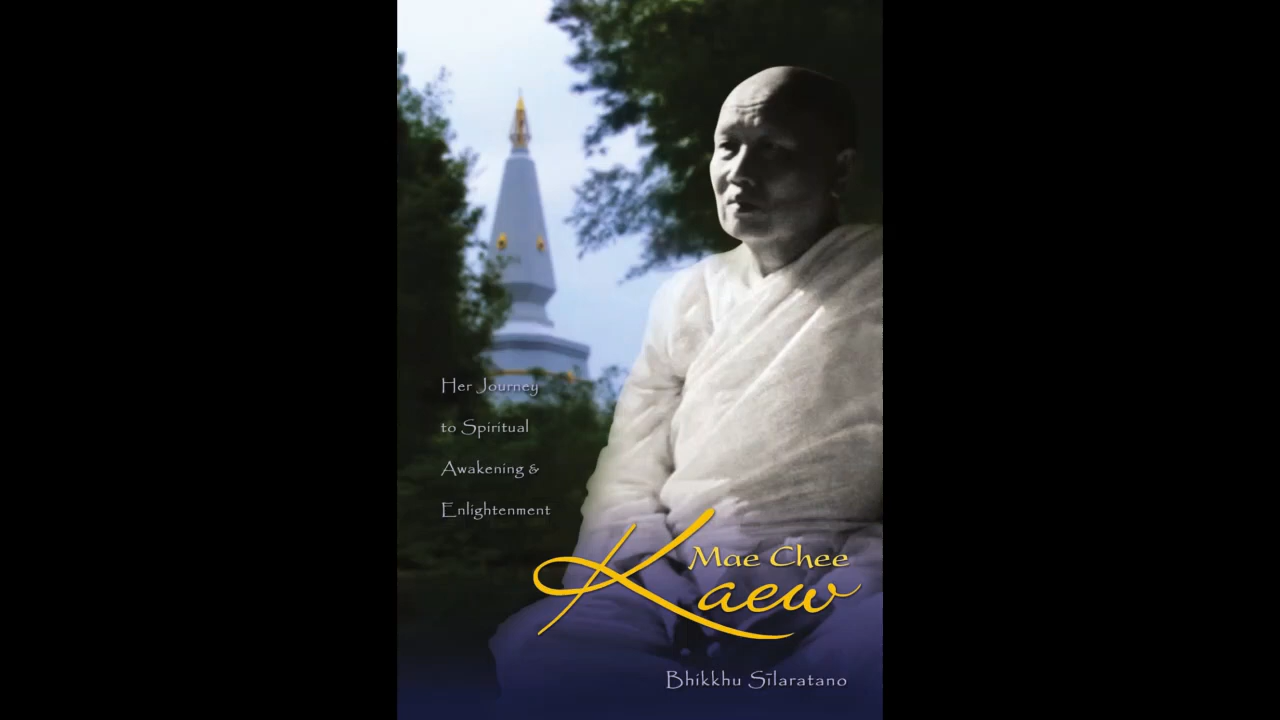 Her Journey
to Spiritual
Awakening &
Enlightenment
Mae Chee
Kaew
Bhikkhu Sīlaratano